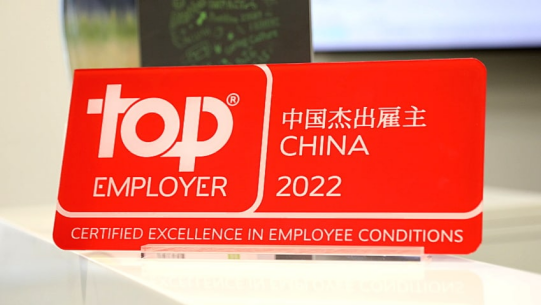 top®
EMPLOYER
中国杰出雇主
CHINA
2022
CERTIFIED EXCELLENCE IN EMPLOYEE CONDITIONS